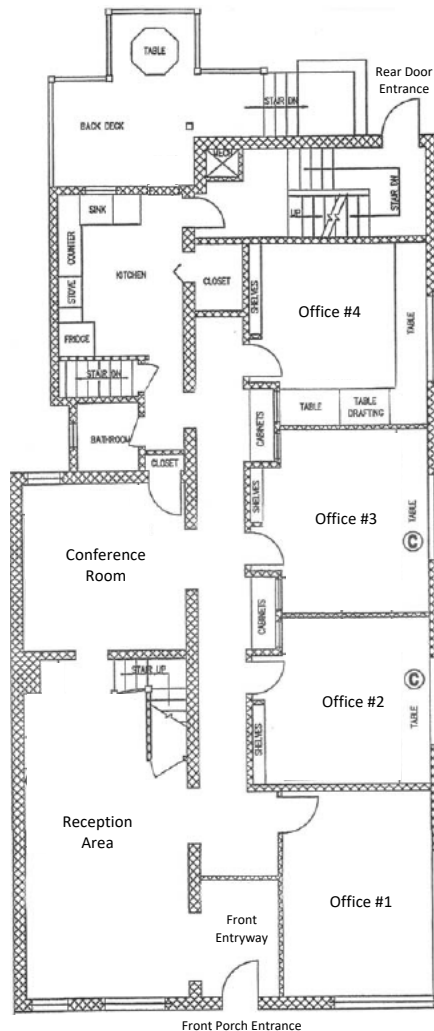 TABLE
Rear Door
Entrance
STAIR DN
BACK DECK
MECH
STAIR DN
UP
SINK
COUNTER
KITCHEN
CLOSET
SHELVES
Office #4
TABLE
STOVE
FRIDGE
STAIR DN
TABLE
TABLE
DRAFTING
CABINETS
BATHROOM
CLOSET
SHELVES
Office #3
TABLE
C
Conference
Room
CABINETS
STAIR UP
C
Office #2
TABLE
SHELVES
Reception
Area
Office #1
Front
Entryway
Front Porch Entrance